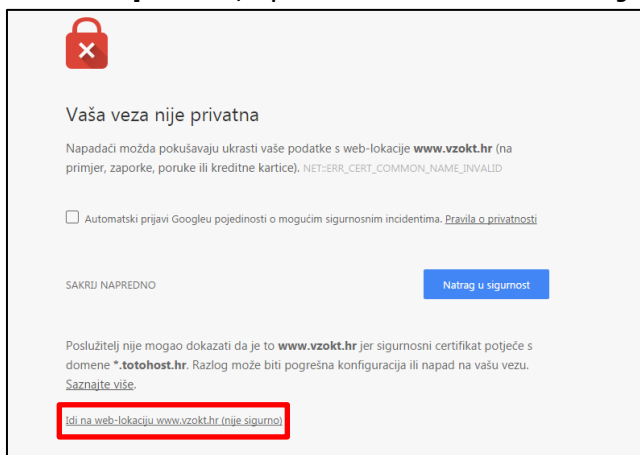 Vaša veza nije privatna
Napadači možda pokušavaju ukrasti vaše podatke s web-lokacije www.vzokt.hr (na
primjer, zaporke, poruke ili kreditne kartice). NET::ERR_CERT_COMMON_NAME_INVALID
Automatski prijavi Googleu pojedinosti o mogućim sigurnosnim incidentima. Pravila o privatnosti
SAKRIJ NAPREDNO
Natrag u sigurnost
Poslužitelj nije mogao dokazati da je to www.vzokt.hr jer sigurnosni certifikat potječe s
domene *.totohost.hr. Razlog može biti pogrešna konfiguracija ili napad na vašu vezu.
Saznajte više.
Idi na web-lokaciju www.vzokt.hr (nije sigurno)